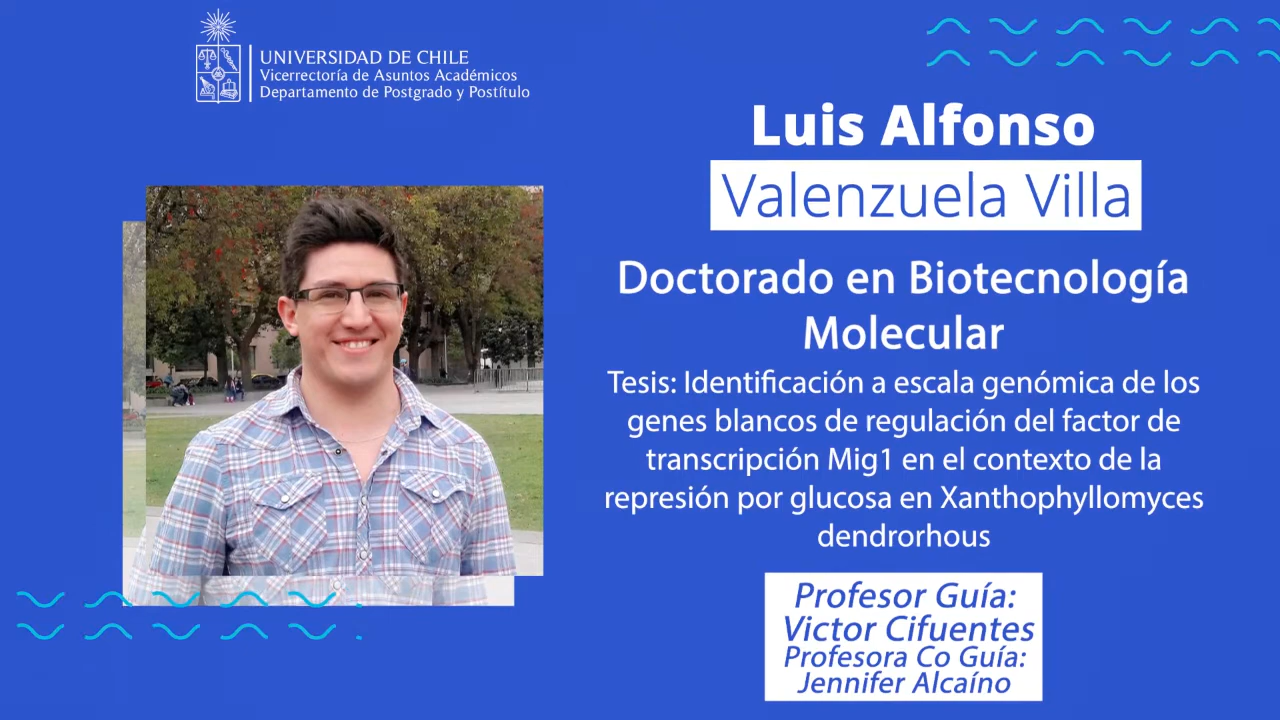 UNIVERSIDAD DE CHILE
Vicerrectoría de Asuntos Académicos
Departamento de Postgrado y Postítulo
Luis Alfonso
Valenzuela Villa
Doctorado en Biotecnología
Molecular
Tesis: Identificación a escala genómica de los
genes blancos de regulación del factor de
transcripción Mig1 en el contexto de la
represión por glucosa en Xanthophyllomyces
dendrorhous
Profesor Guía:
Victor Cifuentes
Profesora Co Guía:
Jennifer Alcaíno